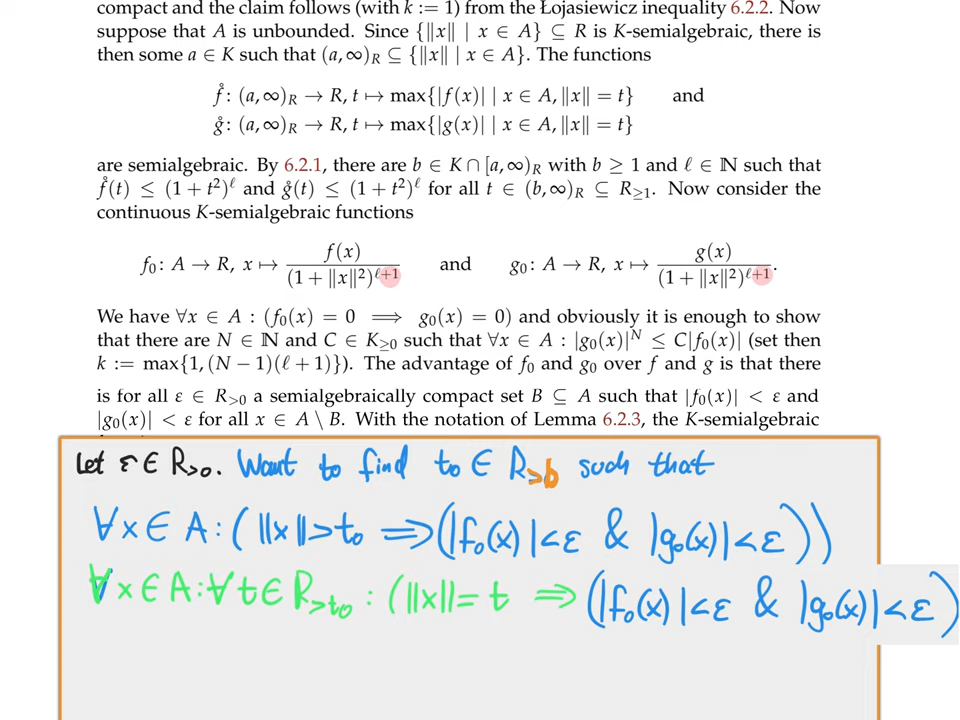 compact and the claim follows (with k := 1) from the Łojasiewicz inequality 6.2.2. Now
suppose that A is unbounded. Since {‖x‖ | x ∈ A} ⊆ R is K-semialgebraic, there is
then some a ∈ K such that (a, ∞)_R ⊆ {‖x‖ | x ∈ A}. The functions
f̊ : (a, ∞)_R → R, t ↦ max{|f(x)| | x ∈ A, ‖x‖ = t} and
g̊ : (a, ∞)_R → R, t ↦ max{|g(x)| | x ∈ A, ‖x‖ = t}
are semialgebraic. By 6.2.1, there are b ∈ K ∩ [a, ∞)_R with b ≥ 1 and ℓ ∈ ℕ such that
f̊(t) ≤ (1 + t²)^ℓ and g̊(t) ≤ (1 + t²)^ℓ for all t ∈ (b, ∞)_R ⊆ R_≥1. Now consider the
continuous K-semialgebraic functions
f₀ : A → R, x ↦ f(x) / (1 + ‖x‖²)^{ℓ+1} and g₀ : A → R, x ↦ g(x) / (1 + ‖x‖²)^{ℓ+1}.
We have ∀x ∈ A : (f₀(x) = 0 ⟹ g₀(x) = 0) and obviously it is enough to show
that there are N ∈ ℕ and C ∈ K_≥0 such that ∀x ∈ A : |g₀(x)|^N ≤ C|f₀(x)| (set then
k := max{1, (N − 1)(ℓ + 1)}). The advantage of f₀ and g₀ over f and g is that there
is for all ε ∈ R_>0 a semialgebraically compact set B ⊆ A such that |f₀(x)| < ε and
|g₀(x)| < ε for all x ∈ A \ B. With the notation of Lemma 6.2.3, the K-semialgebraic
Let ε ∈ R_>0. Want to find t₀ ∈ R_>b such that
∀x ∈ A : (‖x‖ > t₀ ⟹ (|f₀(x)| < ε & |g₀(x)| < ε))
∀x ∈ A : ∀t ∈ R_>t₀ : (‖x‖ = t ⟹ (|f₀(x)| < ε & |g₀(x)| < ε)